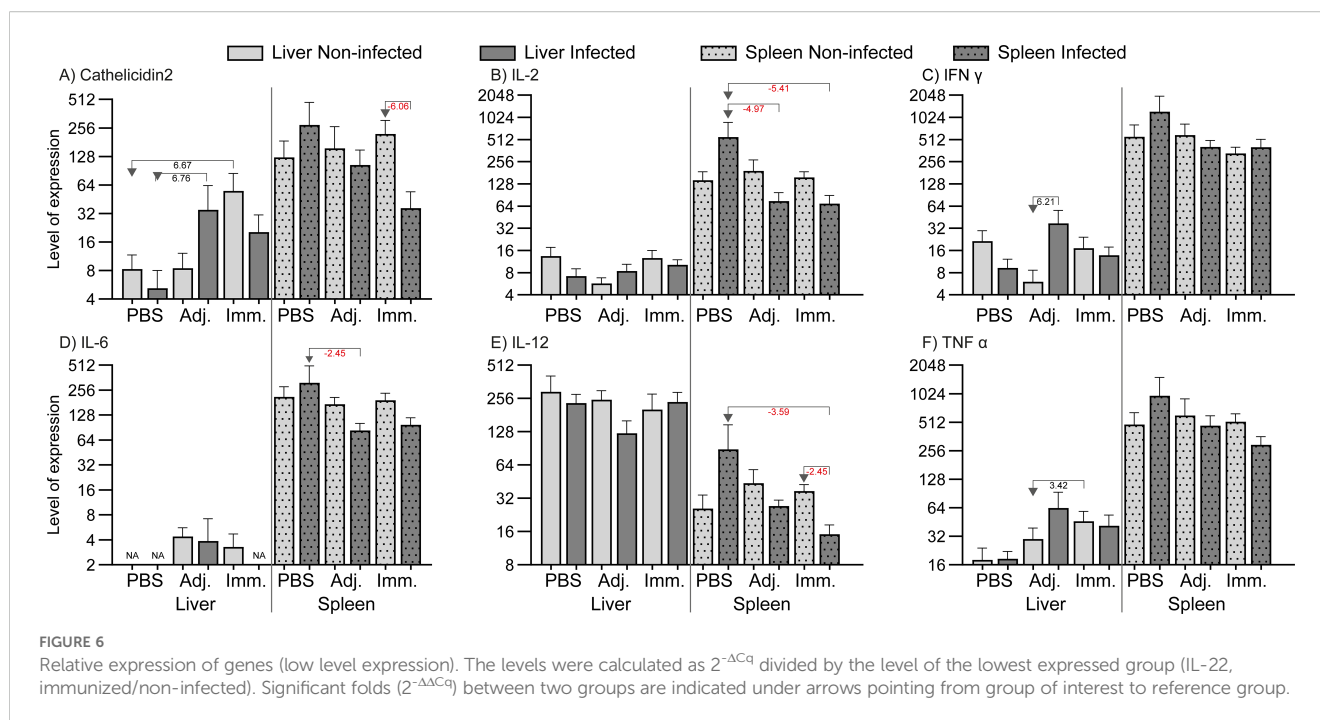 Liver Non-infected Liver Infected Spleen Non-infected Spleen Infected
A) Cathelicidin2
Level of expression
512
256
128
64
32
16
8
4
6.67
6.76
-6.06
PBS Adj. Imm. PBS Adj. Imm.
B) IL-2
2048
1024
512
256
128
64
32
16
8
4
-5.41
-4.97
PBS Adj. Imm. PBS Adj. Imm.
C) IFN γ
2048
1024
512
256
128
64
32
16
8
4
6.21
PBS Adj. Imm. PBS Adj. Imm.
D) IL-6
Level of expression
512
256
128
64
32
16
8
4
2
-2.45
NA NA NA
PBS Adj. Imm. PBS Adj. Imm.
Liver Spleen
E) IL-12
512
256
128
64
32
16
8
-3.59
-2.45
PBS Adj. Imm. PBS Adj. Imm.
Liver Spleen
F) TNF α
2048
1024
512
256
128
64
32
16
3.42
PBS Adj. Imm. PBS Adj. Imm.
Liver Spleen
FIGURE 6
Relative expression of genes (low level expression). The levels were calculated as 2^-ΔCq divided by the level of the lowest expressed group (IL-22,
immunized/non-infected). Significant folds (2^-ΔΔCq) between two groups are indicated under arrows pointing from group of interest to reference group.